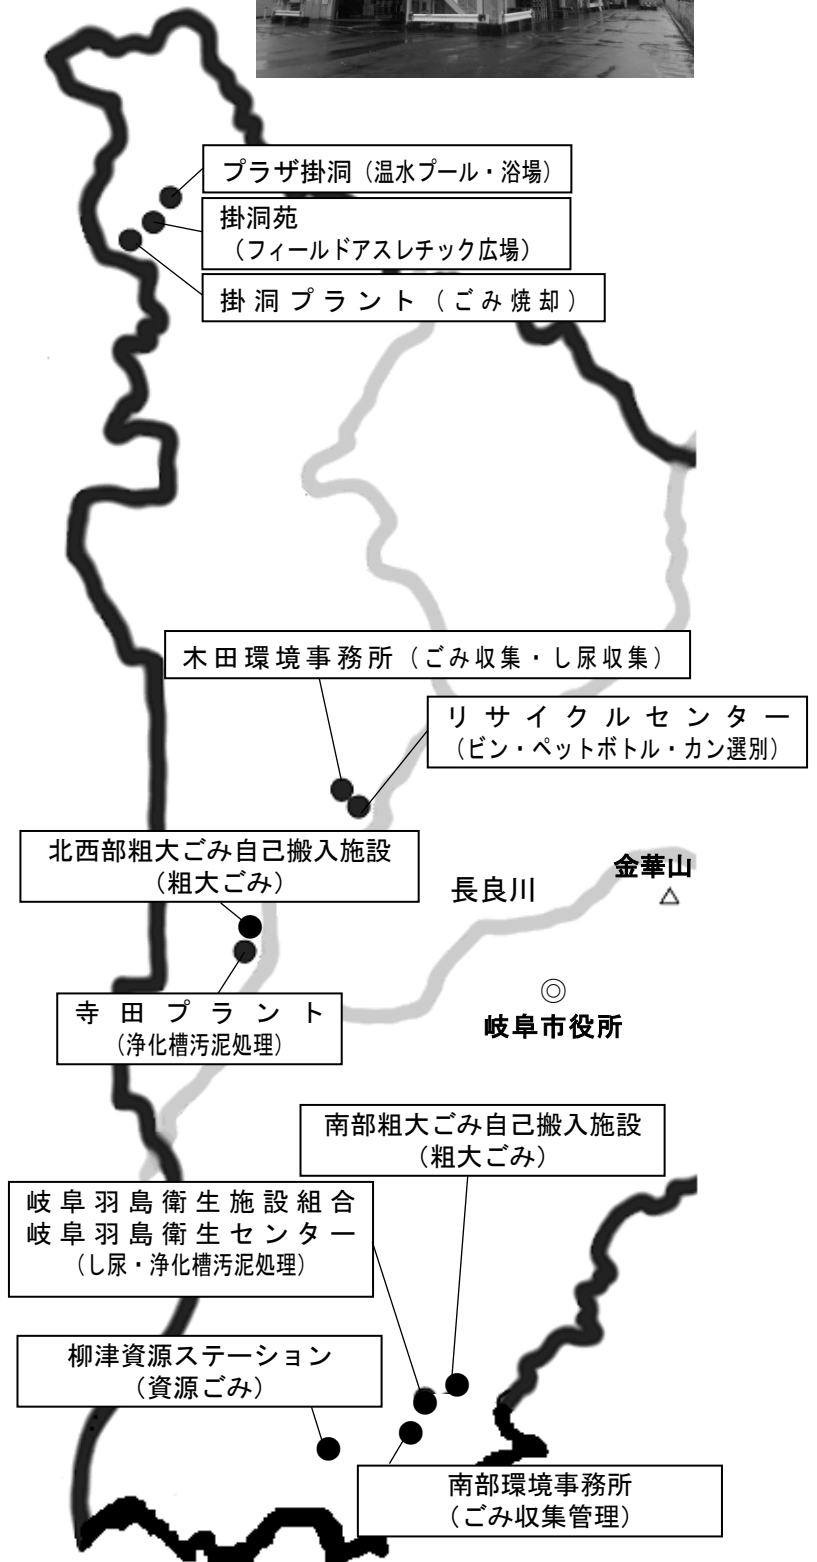 プラザ掛洞（温水プール・浴場）
掛洞苑
（フィールドアスレチック広場）
掛洞プラント（ごみ焼却）
木田環境事務所（ごみ収集・し尿収集）
リサイクルセンター
（ビン・ペットボトル・カン選別）
北西部粗大ごみ自己搬入施設
（粗大ごみ）
長良川
金華山
寺田プラント
（浄化槽汚泥処理）
岐阜市役所
南部粗大ごみ自己搬入施設
（粗大ごみ）
岐阜羽島衛生施設組合
岐阜羽島衛生センター
（し尿・浄化槽汚泥処理）
柳津資源ステーション
（資源ごみ）
南部環境事務所
（ごみ収集管理）